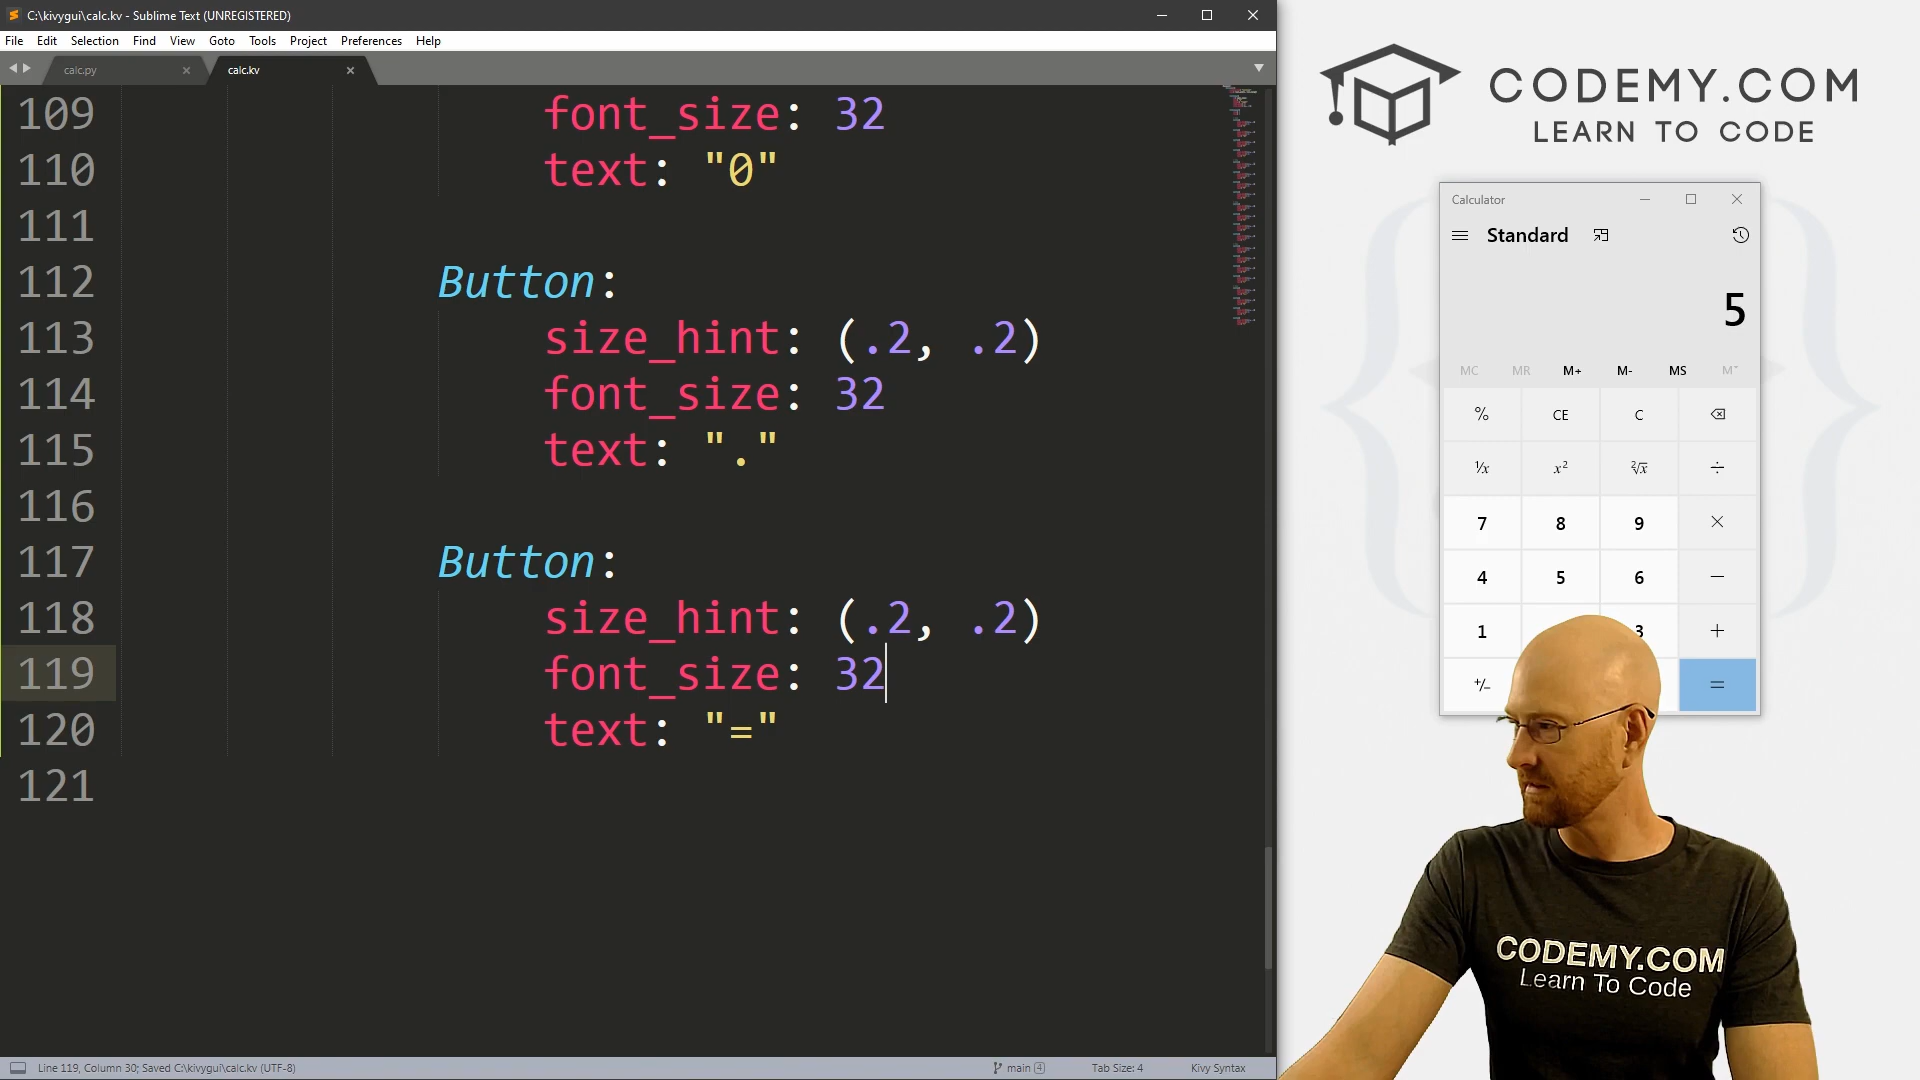 C:\kivygui\calc.kv - Sublime Text (UNREGISTERED)
File Edit Selection Find View Goto Tools Project Preferences Help
calc.py
calc.kv
109 font_size: 32
110 text: "0"
111
112 Button:
113 size_hint: (.2, .2)
114 font_size: 32
115 text: "."
116
117 Button:
118 size_hint: (.2, .2)
119 font_size: 32
120 text: "="
121
Line 119, Column 30; Saved C:\kivygui\calc.kv (UTF-8)
main 4
Tab Size: 4
Kivy Syntax
CODEMY.COM
LEARN TO CODE
Calculator
Standard
5
MC MR M+ M- MS M˅
% CE C ⌫
¹/x x² ²√x ÷
7 8 9 ×
4 5 6 −
1 3 +
+/- =
CODEMY.COM
Learn To Code